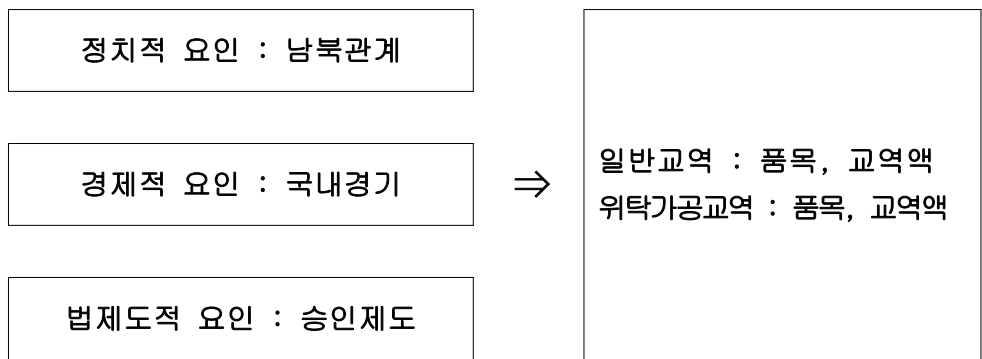 정치적 요인 : 남북관계
경제적 요인 : 국내경기
법제도적 요인 : 승인제도
⇒
일반교역 : 품목, 교역액
위탁가공교역 : 품목, 교역액